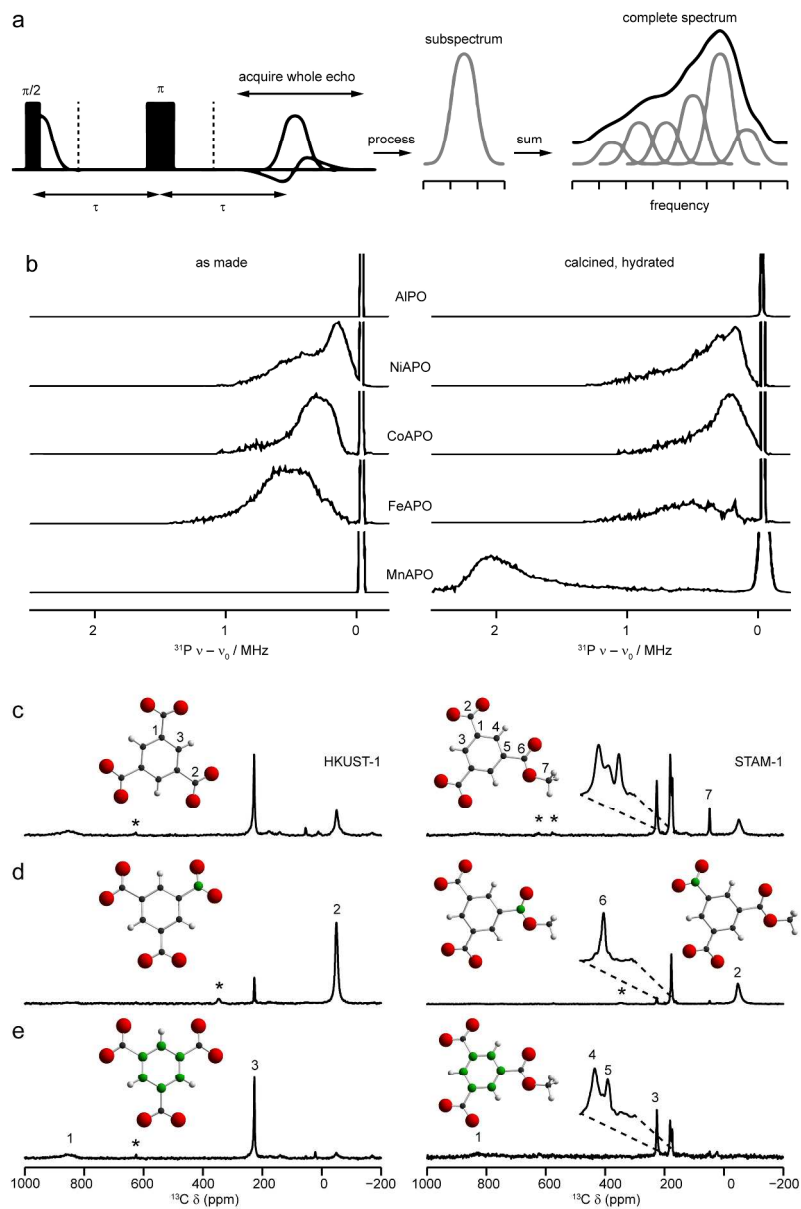 a
complete spectrum
subspectrum
acquire whole echo
π/2
π
process
sum
τ
τ
frequency
b
as made
calcined, hydrated
AlPO
NiAPO
CoAPO
FeAPO
MnAPO
2 1 0
2 1 0
³¹P ν – ν₀ / MHz
³¹P ν – ν₀ / MHz
c
1 3 2
HKUST-1
*
2 1 4 3 5 6 7
STAM-1
* *
7
d
2
*
6
*
2
e
1
*
3
4 5
3
1
1000 800 600 400 200 0 −200
1000 800 600 400 200 0 −200
¹³C δ (ppm)
¹³C δ (ppm)